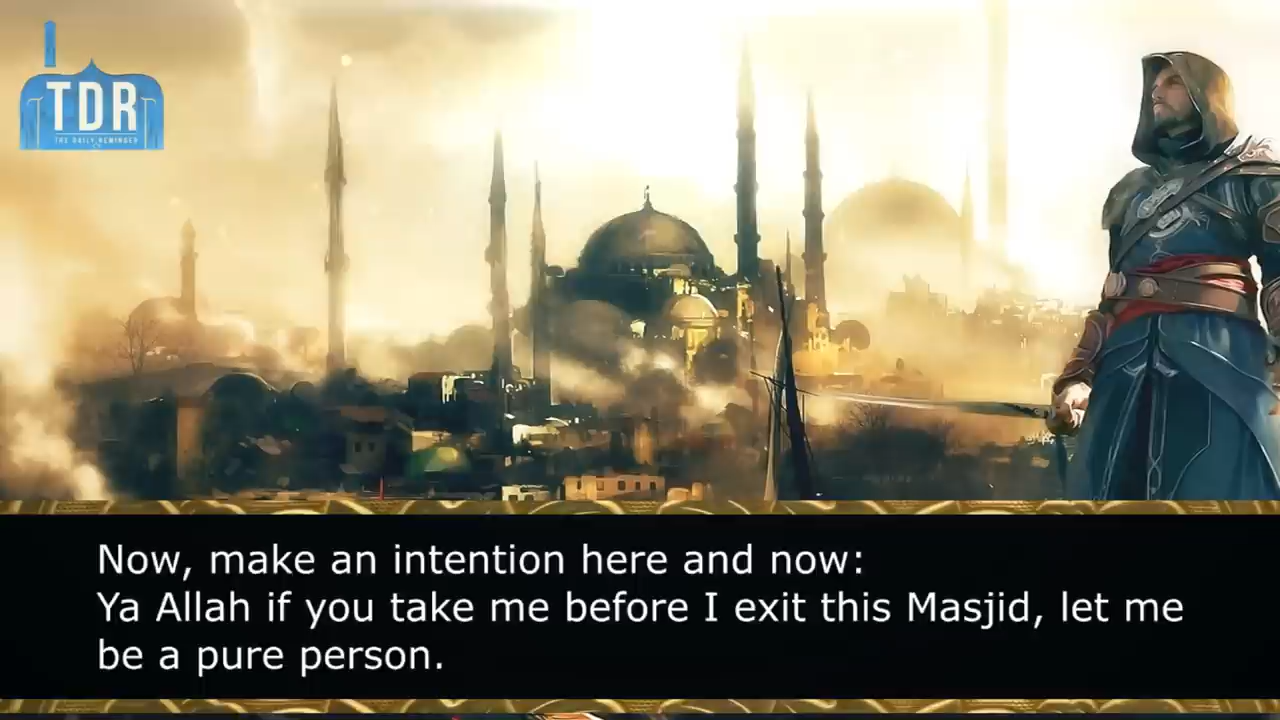 TDR
THE DAILY REMINDER
Now, make an intention here and now:
Ya Allah if you take me before I exit this Masjid, let me
be a pure person.